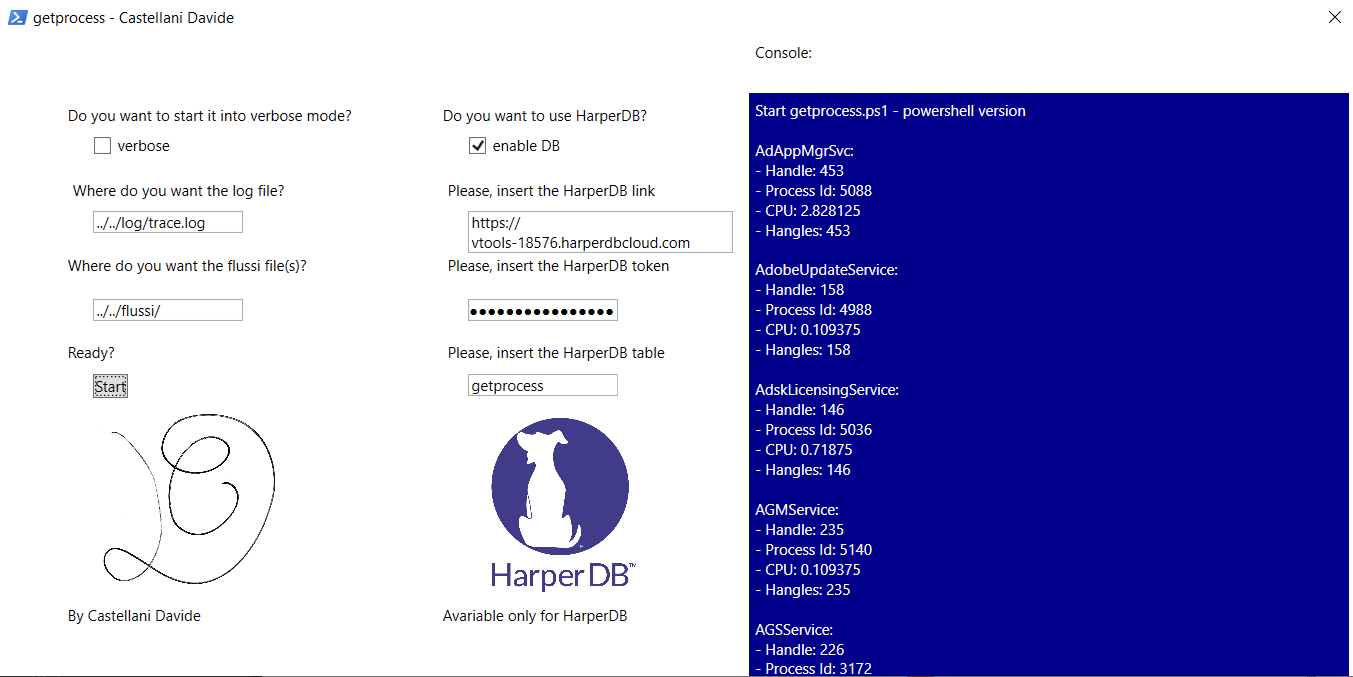 getprocess - Castellani Davide
Do you want to start it into verbose mode?
verbose
Where do you want the log file?
../../log/trace.log
Where do you want the flussi file(s)?
../../flussi/
Ready?
Start
By Castellani Davide
Do you want to use HarperDB?
enable DB
Please, insert the HarperDB link
https://
vtools-18576.harperdbcloud.com
Please, insert the HarperDB token
●●●●●●●●●●●●●●●●
Please, insert the HarperDB table
getprocess
HarperDB™
Avariable only for HarperDB
Console:
Start getprocess.ps1 - powershell version
AdAppMgrSvc:
- Handle: 453
- Process Id: 5088
- CPU: 2.828125
- Hangles: 453
AdobeUpdateService:
- Handle: 158
- Process Id: 4988
- CPU: 0.109375
- Hangles: 158
AdskLicensingService:
- Handle: 146
- Process Id: 5036
- CPU: 0.71875
- Hangles: 146
AGMService:
- Handle: 235
- Process Id: 5140
- CPU: 0.109375
- Hangles: 235
AGSService:
- Handle: 226
- Process Id: 3172